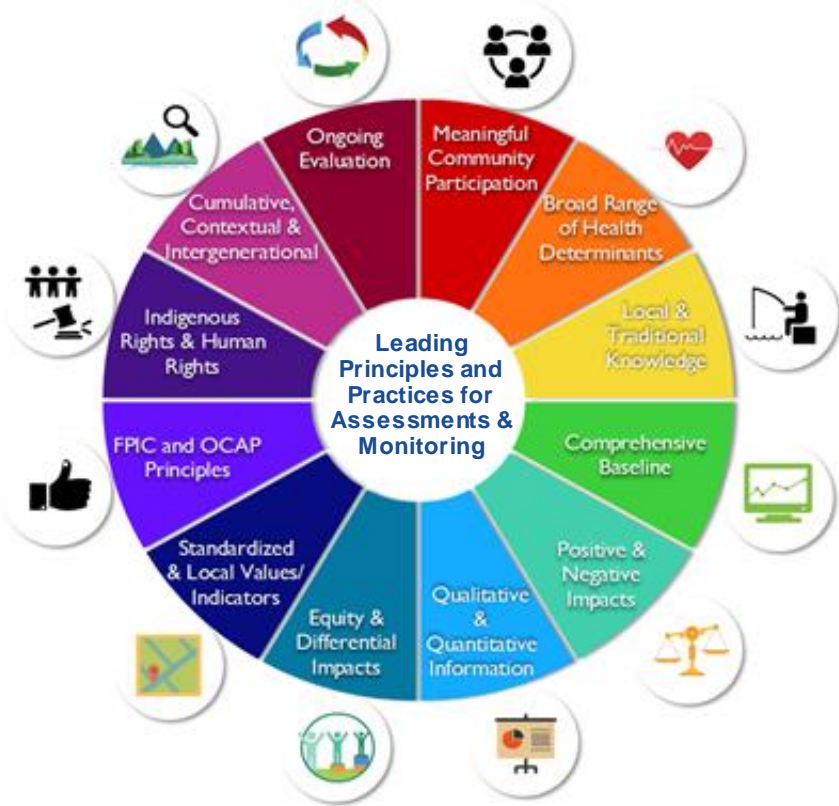 Leading
Principles and
Practices for
Assessments &
Monitoring
Meaningful
Community
Participation
Broad Range
of Health
Determinants
Local &
Traditional
Knowledge
Comprehensive
Baseline
Positive &
Negative
Impacts
Qualitative
&
Quantitative
Information
Equity &
Differential
Impacts
Standardized
& Local Values/
Indicators
FPIC and OCAP
Principles
Indigenous
Rights & Human
Rights
Cumulative,
Contextual &
Intergenerational
Ongoing
Evaluation